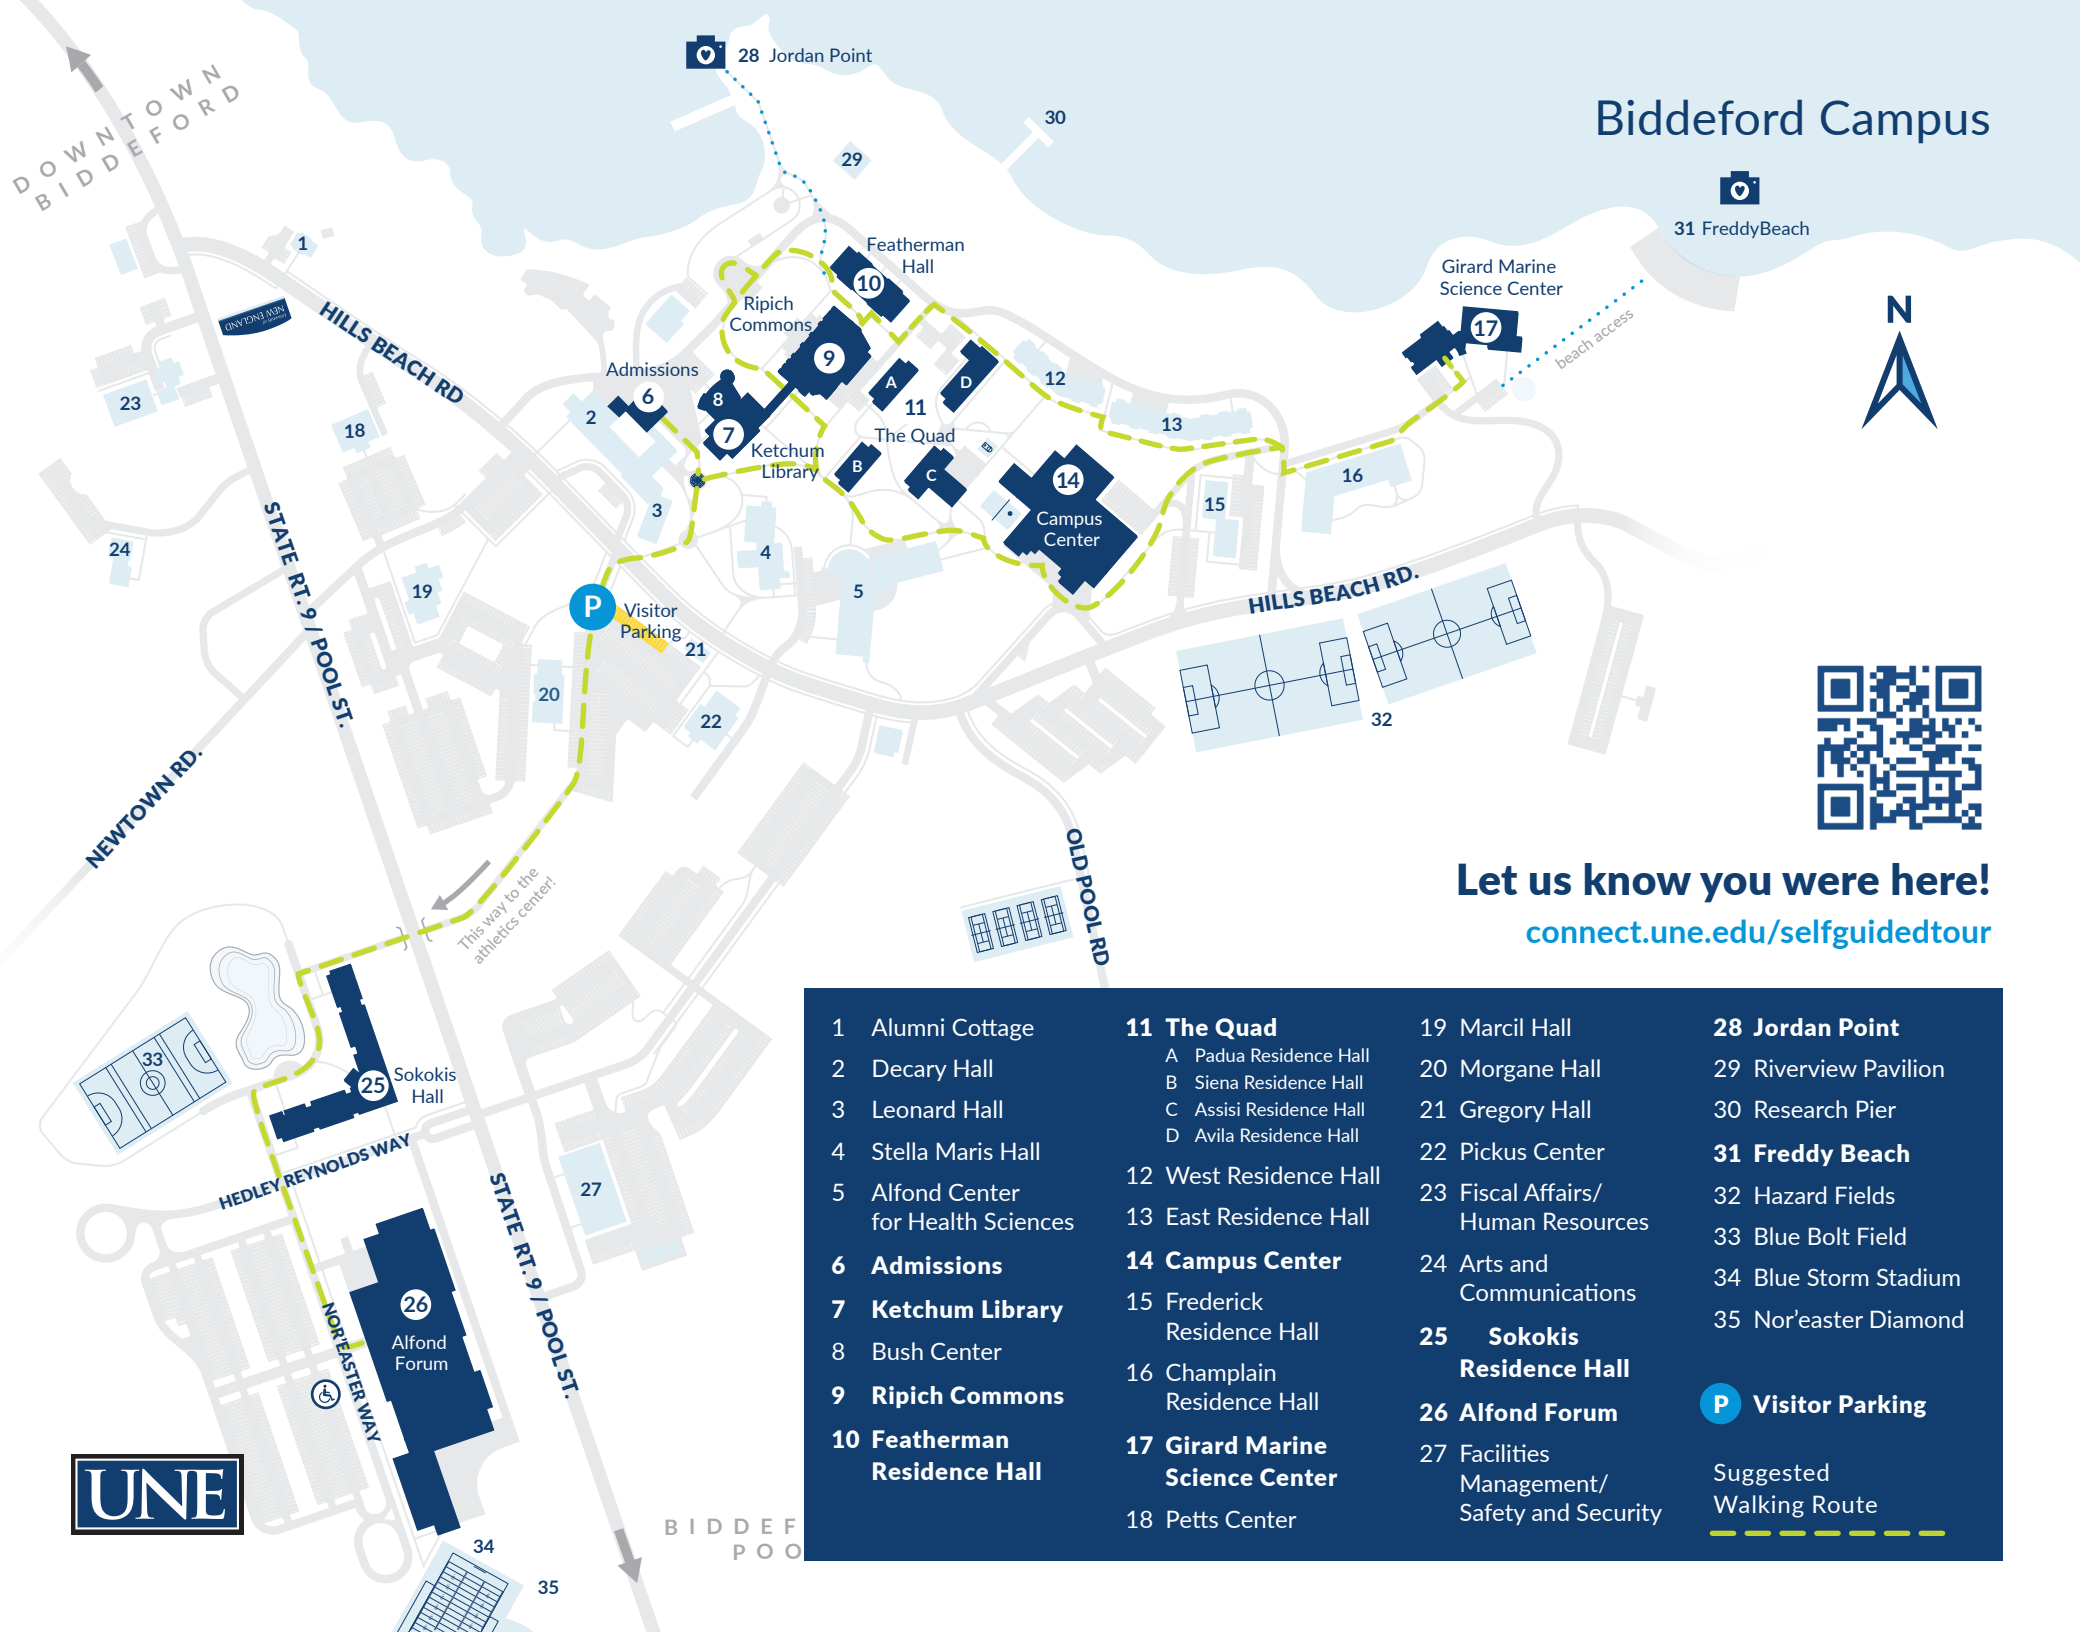 28 Jordan Point
30
DOWNTOWN
BIDDEFORD
Biddeford Campus
29
31 FreddyBeach
1
Featherman
Hall
10
Girard Marine
Science Center
17
N
NEW ENGLAND
HILLS BEACH RD
Ripich
Commons
9
beach access
Admissions
6
8
7
A
D
12
11
The Quad
23
18
2
13
Ketchum
Library
B
C
14
16
3
15
Campus
Center
24
4
STATE RT. 9 / POOL ST.
19
5
P
Visitor
Parking
HILLS BEACH RD.
21
20
22
32
NEWTOWN RD.
OLD POOL RD
This way to the
athletics center!
Let us know you were here!
connect.une.edu/selfguidedtour
33
25
Sokokis
Hall
HEDLEY REYNOLDS WAY
27
STATE RT. 9 / POOL ST.
26
Alfond
Forum
NOR'EASTER WAY
UNE
BIDDEF
POO
34
35
1 Alumni Cottage
2 Decary Hall
3 Leonard Hall
4 Stella Maris Hall
5 Alfond Center
for Health Sciences
6 Admissions
7 Ketchum Library
8 Bush Center
9 Ripich Commons
10 Featherman
Residence Hall
11 The Quad
A Padua Residence Hall
B Siena Residence Hall
C Assisi Residence Hall
D Avila Residence Hall
12 West Residence Hall
13 East Residence Hall
14 Campus Center
15 Frederick
Residence Hall
16 Champlain
Residence Hall
17 Girard Marine
Science Center
18 Petts Center
19 Marcil Hall
20 Morgane Hall
21 Gregory Hall
22 Pickus Center
23 Fiscal Affairs/
Human Resources
24 Arts and
Communications
25 Sokokis
Residence Hall
26 Alfond Forum
27 Facilities
Management/
Safety and Security
28 Jordan Point
29 Riverview Pavilion
30 Research Pier
31 Freddy Beach
32 Hazard Fields
33 Blue Bolt Field
34 Blue Storm Stadium
35 Nor’easter Diamond
P Visitor Parking
Suggested
Walking Route